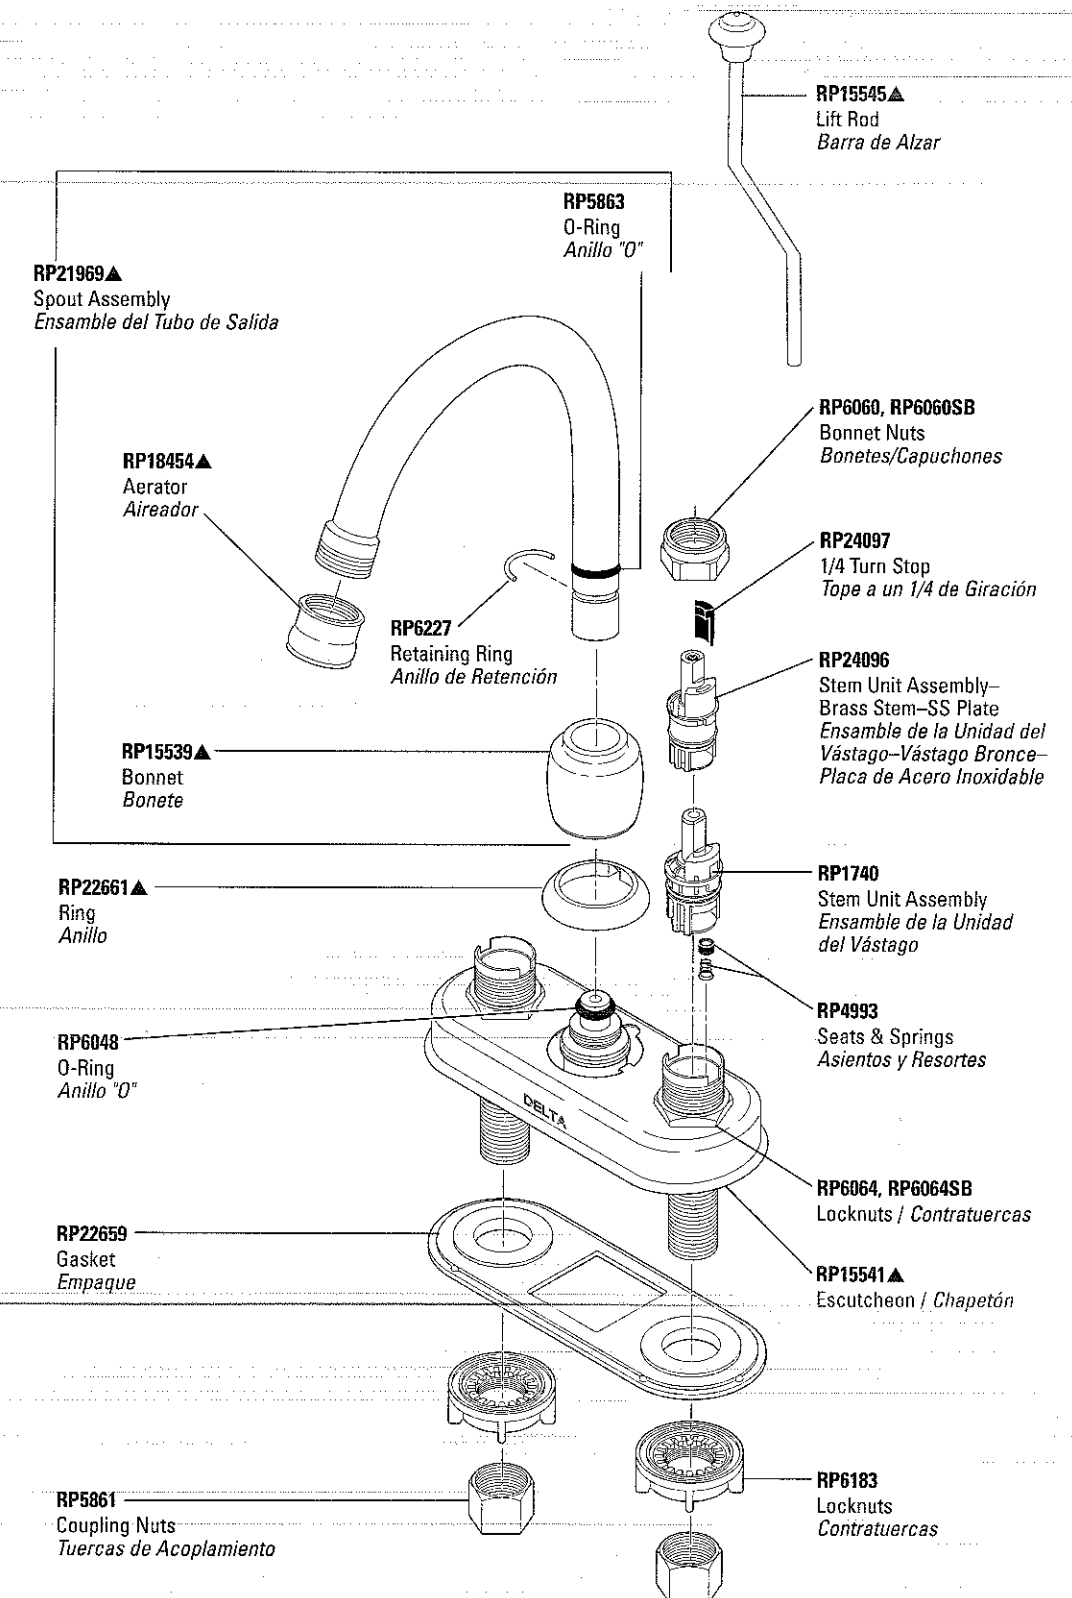 RP15545▲
Lift Rod
Barra de Alzar
RP5863
O-Ring
Anillo "O"
RP21969▲
Spout Assembly
Ensamble del Tubo de Salida
RP6060, RP6060SB
Bonnet Nuts
Bonetes/Capuchones
RP18454▲
Aerator
Aireador
RP24097
1/4 Turn Stop
Tope a un 1/4 de Giración
RP6227
Retaining Ring
Anillo de Retención
RP24096
Stem Unit Assembly–
Brass Stem–SS Plate
Ensamble de la Unidad del
Vástago–Vástago Bronce–
Placa de Acero Inoxidable
RP15539▲
Bonnet
Bonete
RP1740
Stem Unit Assembly
Ensamble de la Unidad
del Vástago
RP22661▲
Ring
Anillo
RP4993
Seats & Springs
Asientos y Resortes
RP6048
O-Ring
Anillo "O"
DELTA
RP6064, RP6064SB
Locknuts / Contratuercas
RP22659
Gasket
Empaque
RP15541▲
Escutcheon / Chapetón
RP6183
Locknuts
Contratuercas
RP5861
Coupling Nuts
Tuercas de Acoplamiento